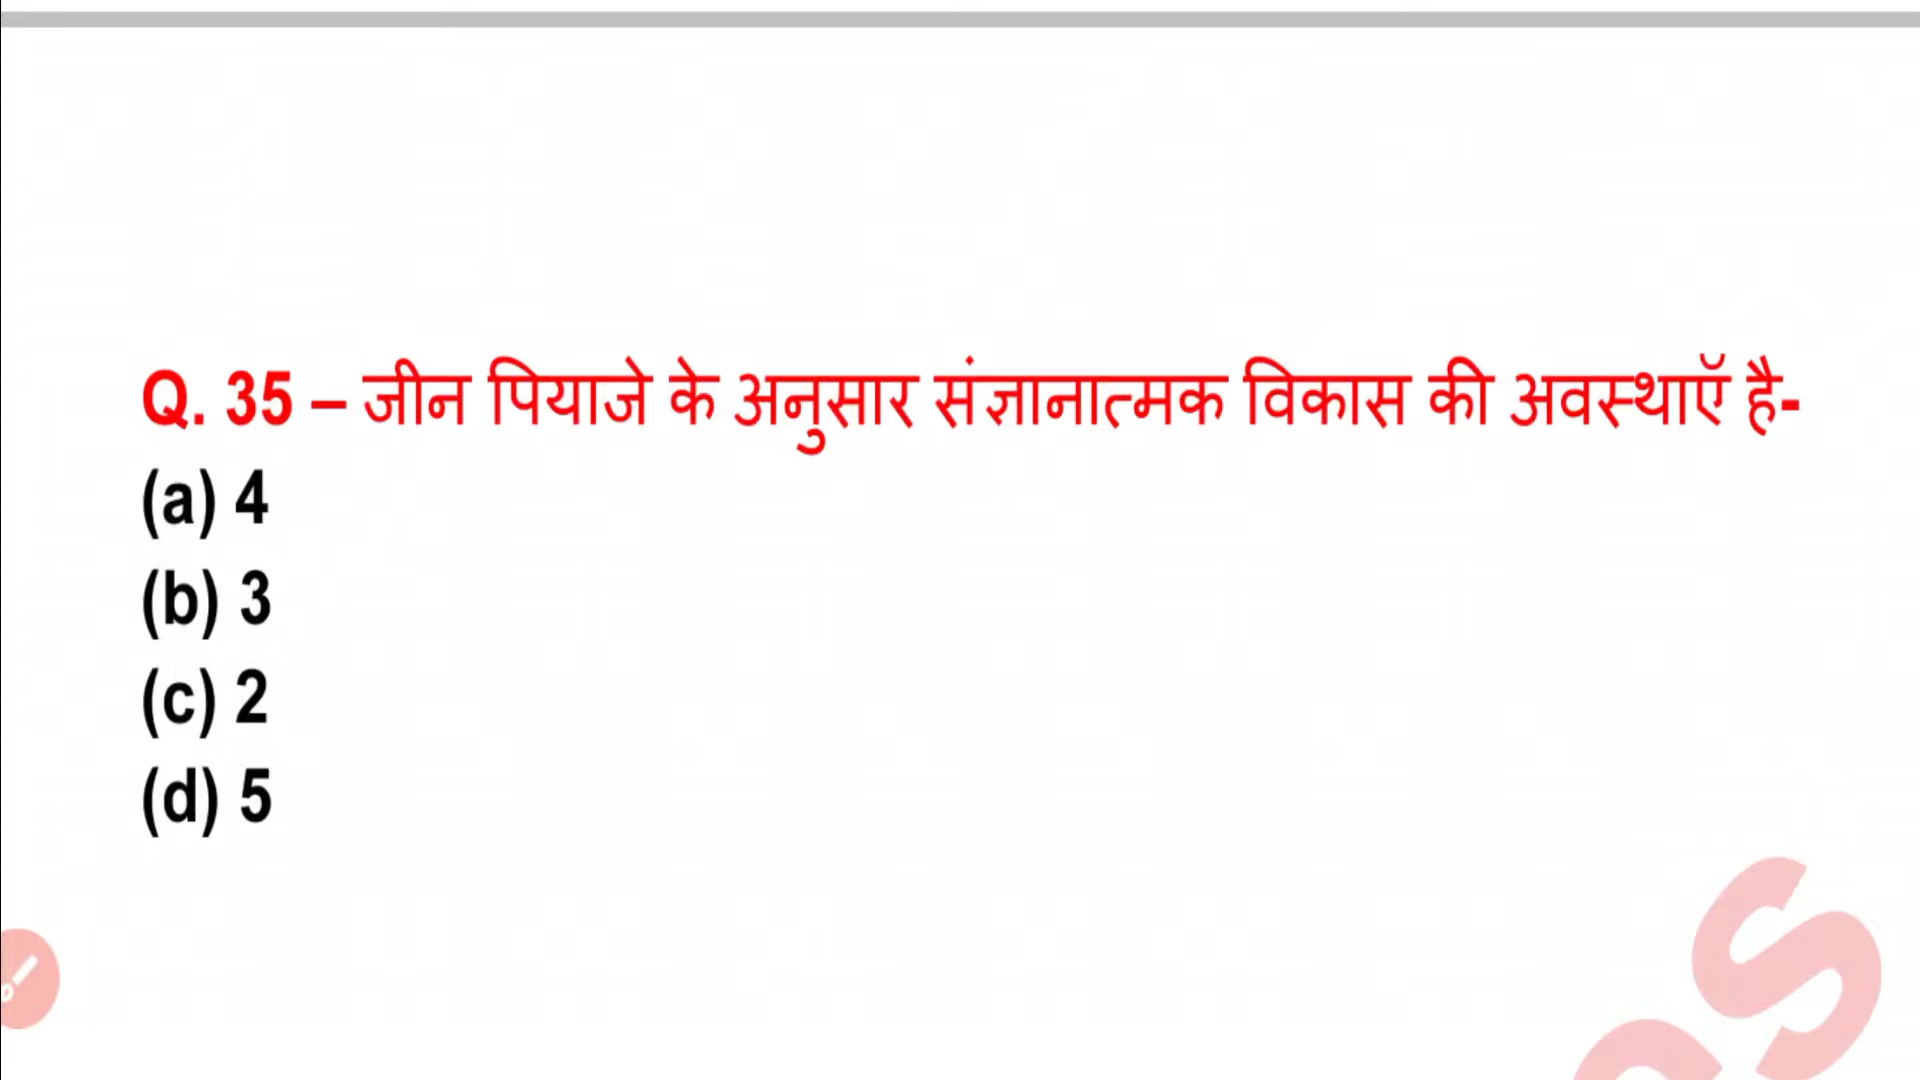 Q. 35 – जीन पियाजे के अनुसार संज्ञानात्मक विकास की अवस्थाऍ है-
(a) 4
(b) 3
(c) 2
(d) 5